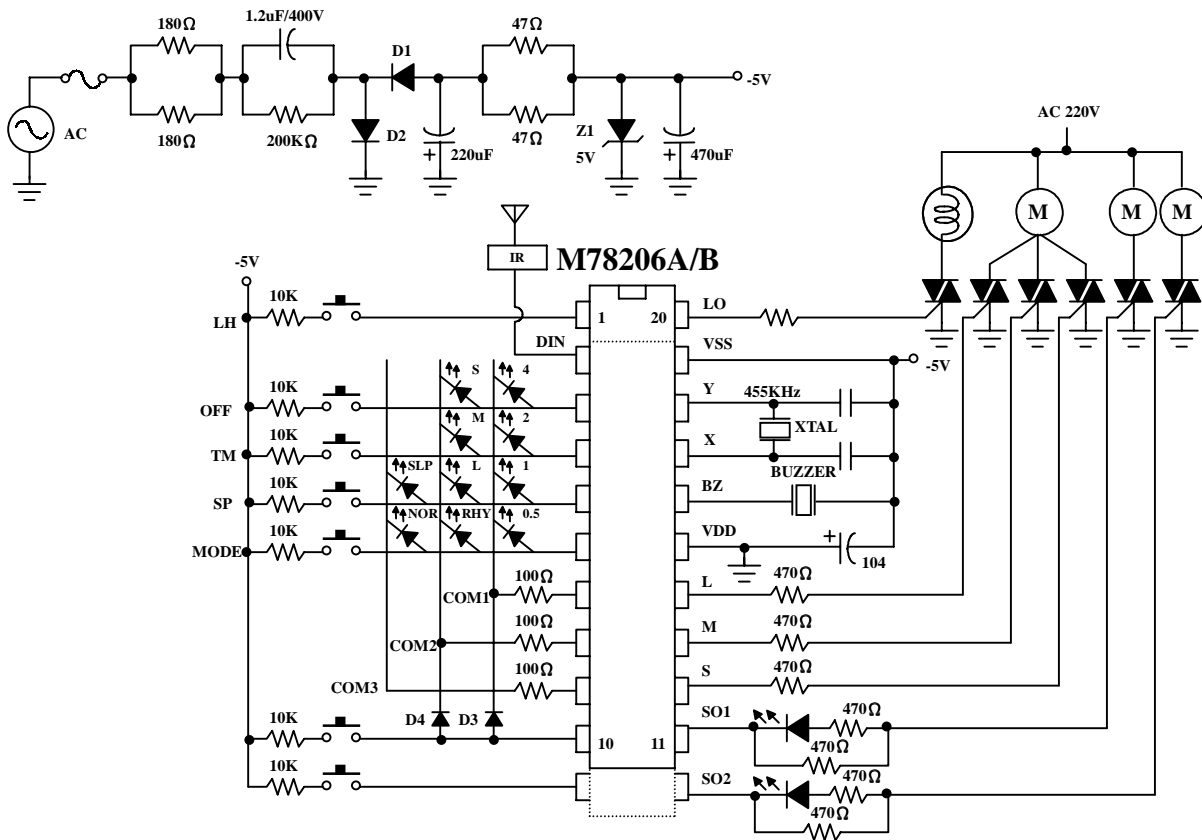 180Ω
1.2uF/400V
D1
47Ω
-5V
AC
180Ω
200KΩ
D2
+
220uF
47Ω
Z1
5V
+
470uF
AC 220V
M
M
M
IR
M78206A/B
-5V
10K
LH
1
20
LO
DIN
VSS
-5V
10K
OFF
S
4
Y
455KHz
10K
TM
M
2
X
XTAL
10K
SP
SLP
L
1
BZ
BUZZER
10K
MODE
NOR
RHY
0.5
VDD
+
104
COM1
100Ω
L
470Ω
COM2
100Ω
M
470Ω
COM3
100Ω
S
470Ω
10K
D4
D3
10
11
SO1
470Ω
470Ω
10K
SO2
470Ω
470Ω